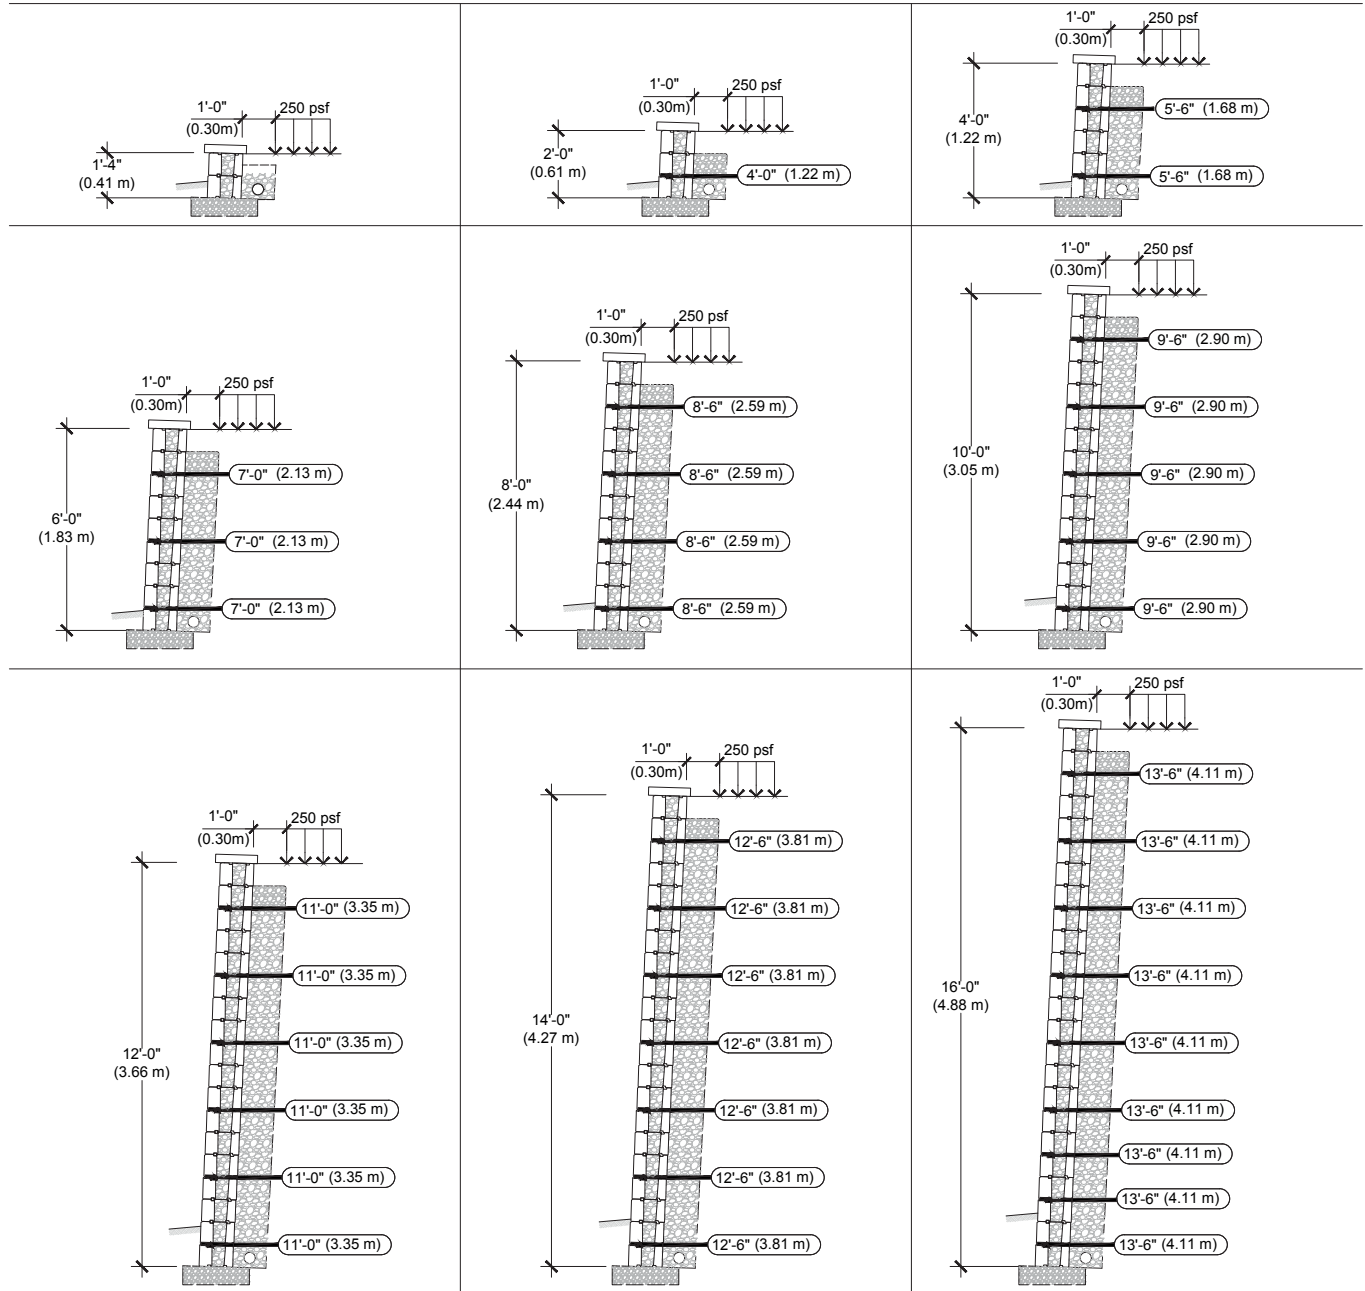 1'-0" 250 psf
(0.30m)
1'-4"
(0.41 m)
1'-0" 250 psf
(0.30m)
2'-0"
(0.61 m)
4'-0" (1.22 m)
1'-0" 250 psf
(0.30m)
4'-0"
(1.22 m)
5'-6" (1.68 m)
5'-6" (1.68 m)
1'-0" 250 psf
(0.30m)
6'-0"
(1.83 m)
7'-0" (2.13 m)
7'-0" (2.13 m)
7'-0" (2.13 m)
1'-0" 250 psf
(0.30m)
8'-0"
(2.44 m)
8'-6" (2.59 m)
8'-6" (2.59 m)
8'-6" (2.59 m)
8'-6" (2.59 m)
1'-0" 250 psf
(0.30m)
10'-0"
(3.05 m)
9'-6" (2.90 m)
9'-6" (2.90 m)
9'-6" (2.90 m)
9'-6" (2.90 m)
9'-6" (2.90 m)
1'-0" 250 psf
(0.30m)
12'-0"
(3.66 m)
11'-0" (3.35 m)
11'-0" (3.35 m)
11'-0" (3.35 m)
11'-0" (3.35 m)
11'-0" (3.35 m)
11'-0" (3.35 m)
1'-0" 250 psf
(0.30m)
14'-0"
(4.27 m)
12'-6" (3.81 m)
12'-6" (3.81 m)
12'-6" (3.81 m)
12'-6" (3.81 m)
12'-6" (3.81 m)
12'-6" (3.81 m)
12'-6" (3.81 m)
1'-0" 250 psf
(0.30m)
16'-0"
(4.88 m)
13'-6" (4.11 m)
13'-6" (4.11 m)
13'-6" (4.11 m)
13'-6" (4.11 m)
13'-6" (4.11 m)
13'-6" (4.11 m)
13'-6" (4.11 m)
13'-6" (4.11 m)
13'-6" (4.11 m)